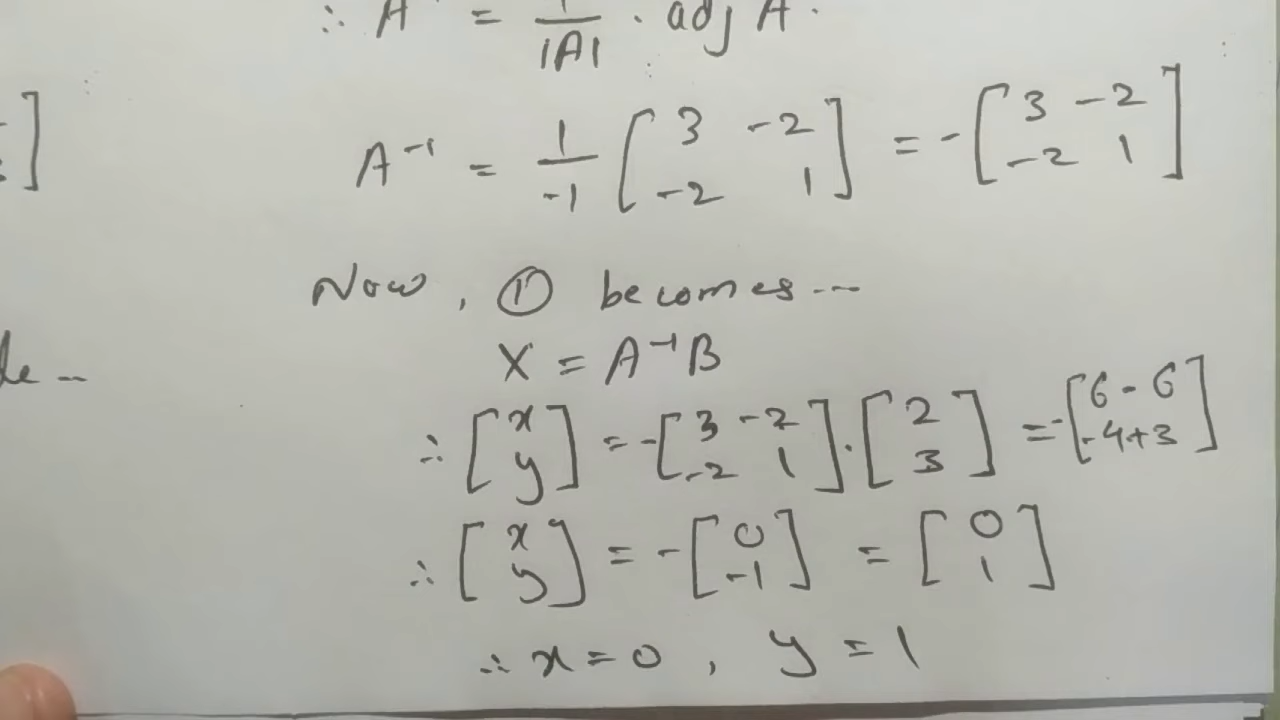 ∴ A⁻¹ = 1/|A| · adj A.
A⁻¹ = 1/-1 [3 -2; -2 1] = -[3 -2; -2 1]
Now, ① becomes...
X = A⁻¹B
∴ [x; y] = -[3 -2; -2 1] · [2; 3] = -[6 - 6; -4+3]
∴ [x; y] = -[0; -1] = [0; 1]
∴ x = 0, y = 1